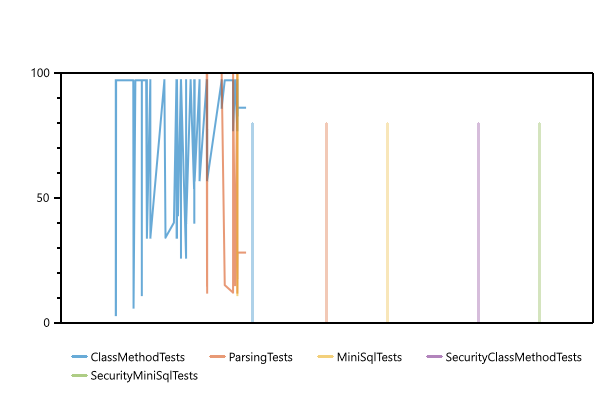 100
50
0
ClassMethodTests ParsingTests MiniSqlTests SecurityClassMethodTests
SecurityMiniSqlTests